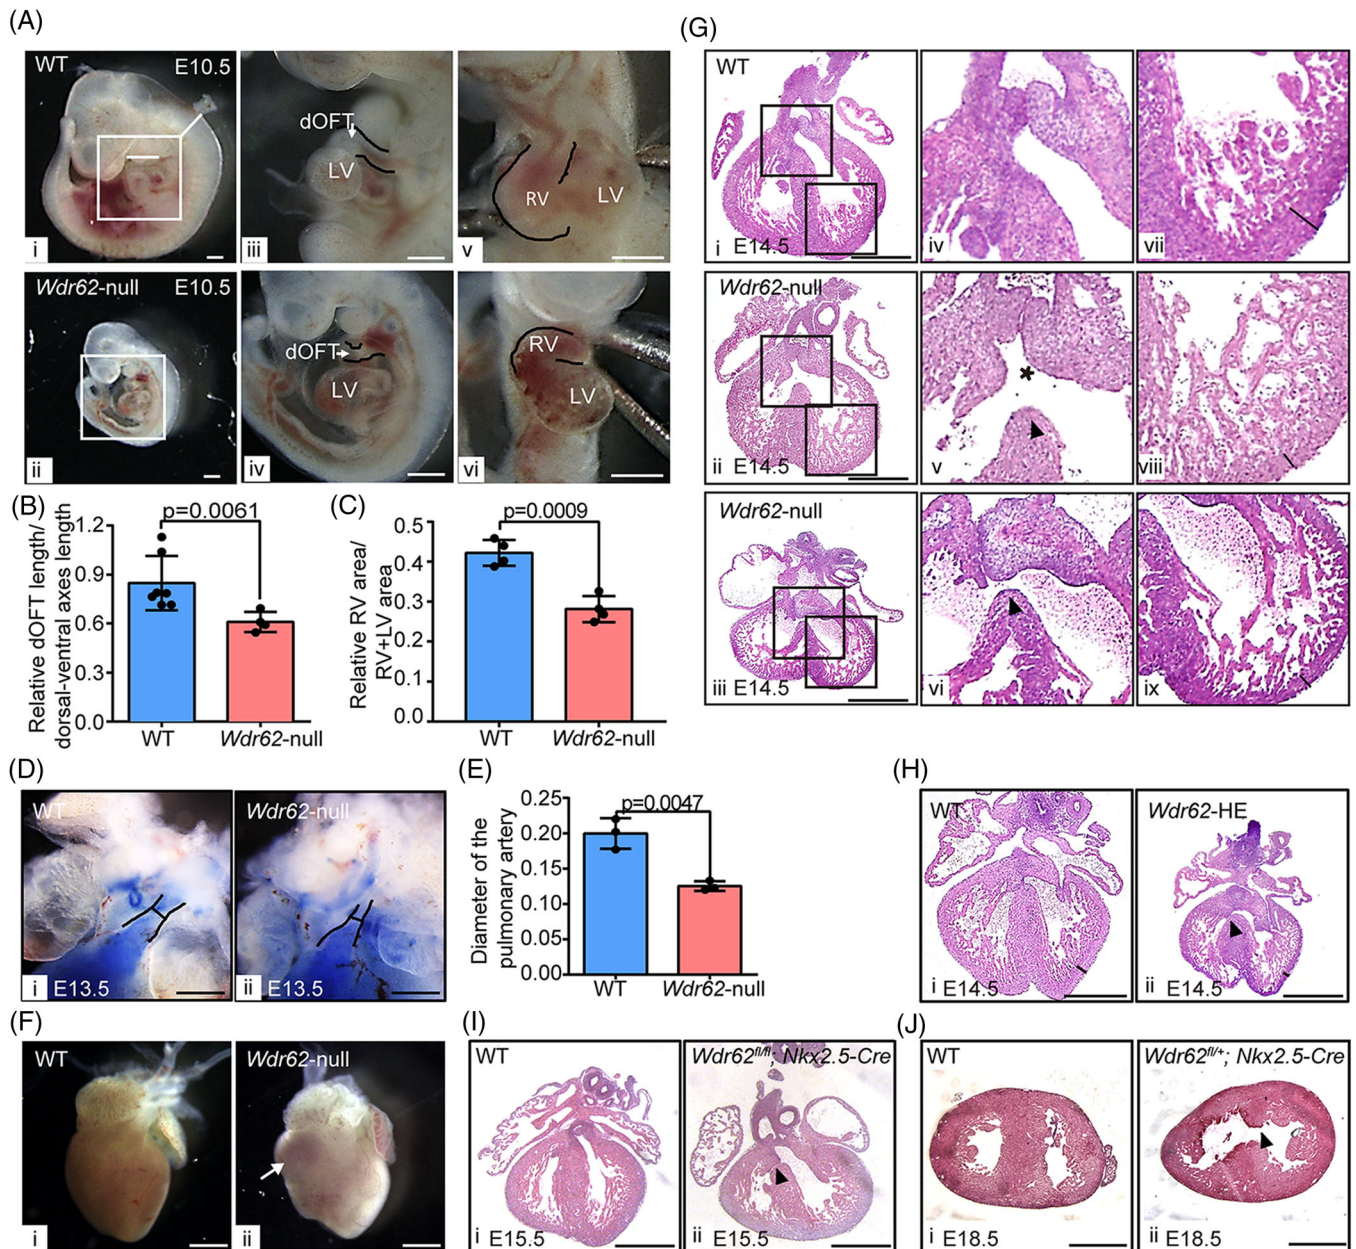 (A)
WT E10.5
i
dOFT
LV
iii
RV LV
v
Wdr62-null E10.5
ii
dOFT
LV
iv
RV
LV
vi
(B)
p=0.0061
Relative dOFT length/
dorsal-ventral axes length
1.2
0.9
0.6
0.3
0.0
WT Wdr62-null
(C)
p=0.0009
Relative RV area/
RV+LV area
0.5
0.4
0.3
0.2
0.1
0.0
WT Wdr62-null
(D)
WT
i E13.5
Wdr62-null
ii E13.5
(E)
p=0.0047
Diameter of the
pulmonary artery
0.25
0.20
0.15
0.10
0.05
0.00
WT Wdr62-null
(F)
WT
i
Wdr62-null
ii
(G)
WT
i E14.5
iv
vii
Wdr62-null
ii E14.5
*
v
viii
Wdr62-null
iii E14.5
vi
ix
(H)
WT
i E14.5
Wdr62-HE
ii E14.5
(I)
WT
i E15.5
Wdr62fl/fl; Nkx2.5-Cre
ii E15.5
(J)
WT
i E18.5
Wdr62fl/+; Nkx2.5-Cre
ii E18.5